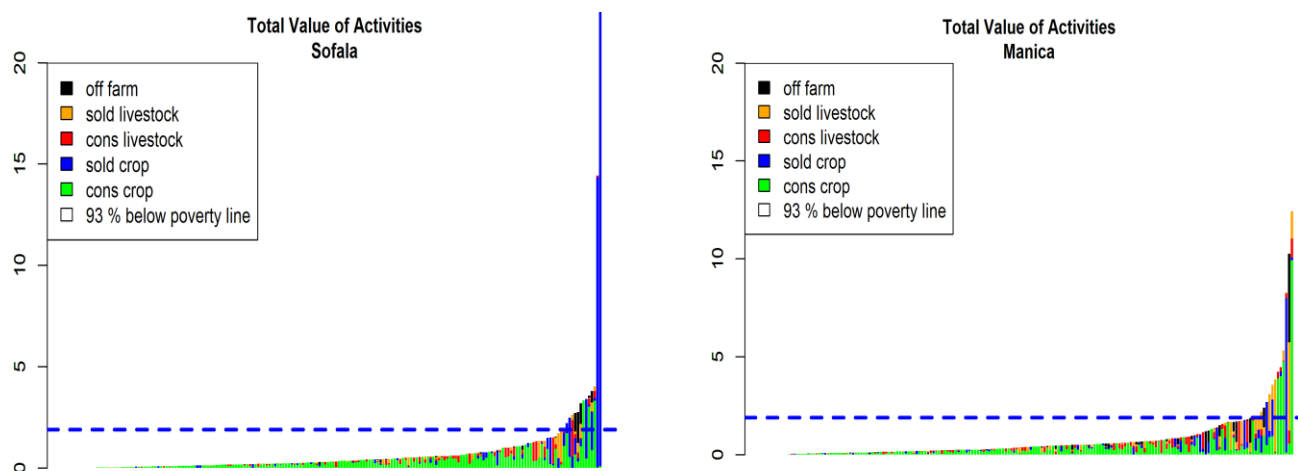 Total Value of Activities
Sofala
20
15
10
5
0
off farm
sold livestock
cons livestock
sold crop
cons crop
93 % below poverty line
Total Value of Activities
Manica
20
15
10
5
0
off farm
sold livestock
cons livestock
sold crop
cons crop
93 % below poverty line